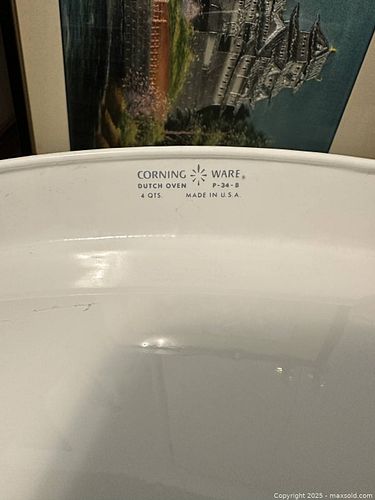 CORNING WARE®
DUTCH OVEN P-34-B
4 QTS. MADE IN U.S.A.
Copyright © 2025 - maxsold.com